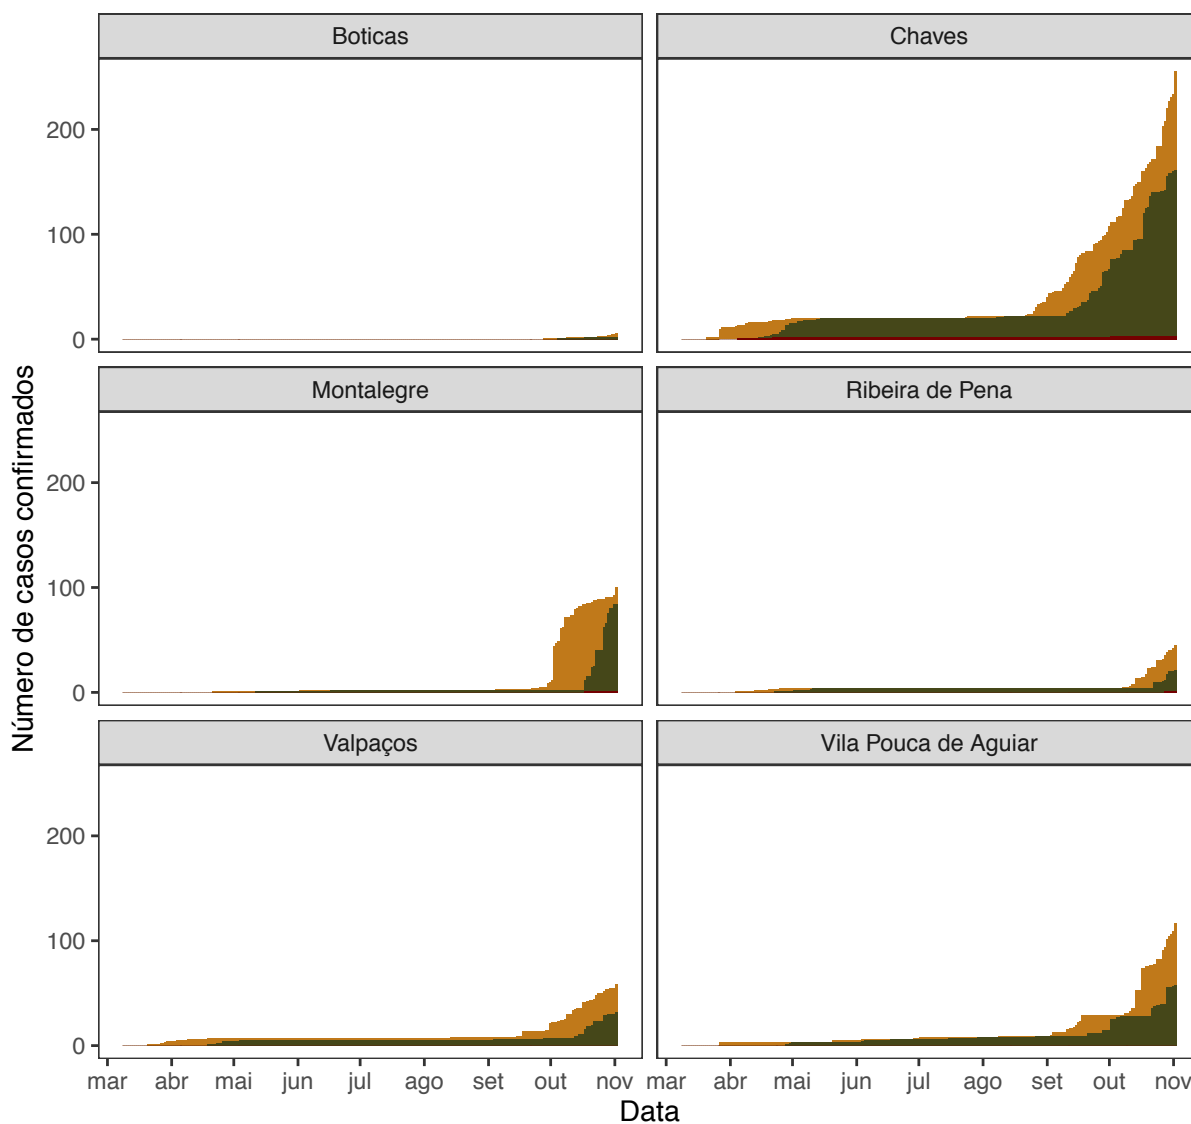 Boticas
Chaves
200
100
0
Montalegre
Ribeira de Pena
200
100
0
Número de casos confirmados
Valpaços
Vila Pouca de Aguiar
200
100
0
mar abr mai jun jul ago set out nov
mar abr mai jun jul ago set out nov
Data